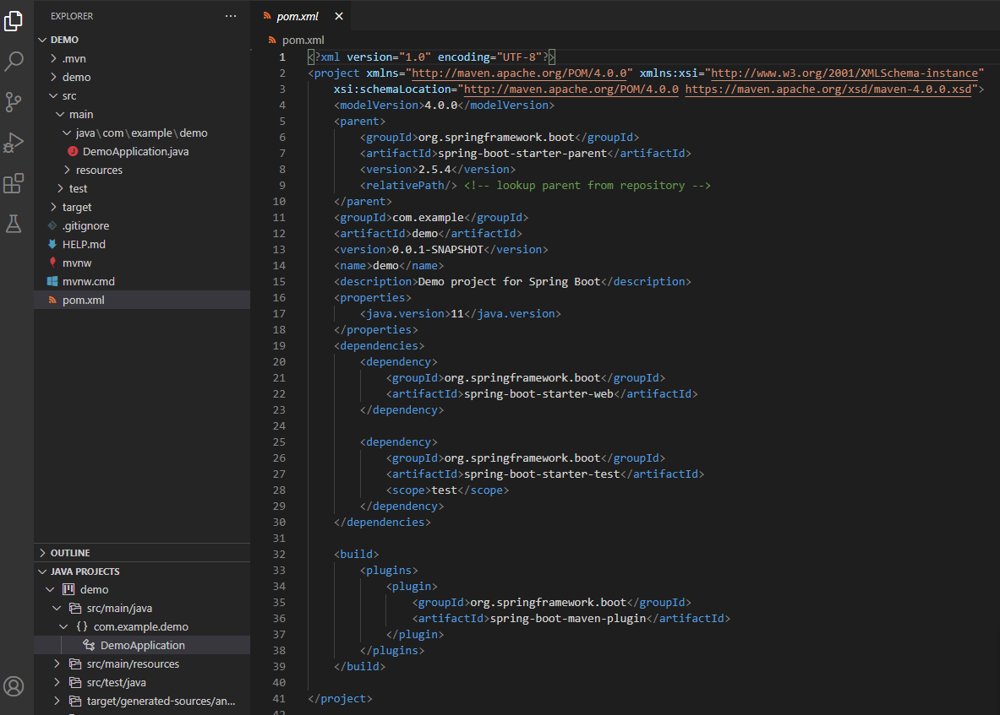 EXPLORER
DEMO
.mvn
demo
src
main
java\com\example\demo
DemoApplication.java
resources
test
target
.gitignore
HELP.md
mvnw
mvnw.cmd
pom.xml
OUTLINE
JAVA PROJECTS
demo
src/main/java
{} com.example.demo
DemoApplication
src/main/resources
src/test/java
target/generated-sources/an...
pom.xml
pom.xml
1 <?xml version="1.0" encoding="UTF-8"?>
2 <project xmlns="http://maven.apache.org/POM/4.0.0" xmlns:xsi="http://www.w3.org/2001/XMLSchema-instance"
3 xsi:schemaLocation="http://maven.apache.org/POM/4.0.0 https://maven.apache.org/xsd/maven-4.0.0.xsd">
4 <modelVersion>4.0.0</modelVersion>
5 <parent>
6 <groupId>org.springframework.boot</groupId>
7 <artifactId>spring-boot-starter-parent</artifactId>
8 <version>2.5.4</version>
9 <relativePath/> <!-- lookup parent from repository -->
10 </parent>
11 <groupId>com.example</groupId>
12 <artifactId>demo</artifactId>
13 <version>0.0.1-SNAPSHOT</version>
14 <name>demo</name>
15 <description>Demo project for Spring Boot</description>
16 <properties>
17 <java.version>11</java.version>
18 </properties>
19 <dependencies>
20 <dependency>
21 <groupId>org.springframework.boot</groupId>
22 <artifactId>spring-boot-starter-web</artifactId>
23 </dependency>
24
25 <dependency>
26 <groupId>org.springframework.boot</groupId>
27 <artifactId>spring-boot-starter-test</artifactId>
28 <scope>test</scope>
29 </dependency>
30 </dependencies>
31
32 <build>
33 <plugins>
34 <plugin>
35 <groupId>org.springframework.boot</groupId>
36 <artifactId>spring-boot-maven-plugin</artifactId>
37 </plugin>
38 </plugins>
39 </build>
40
41 </project>
42